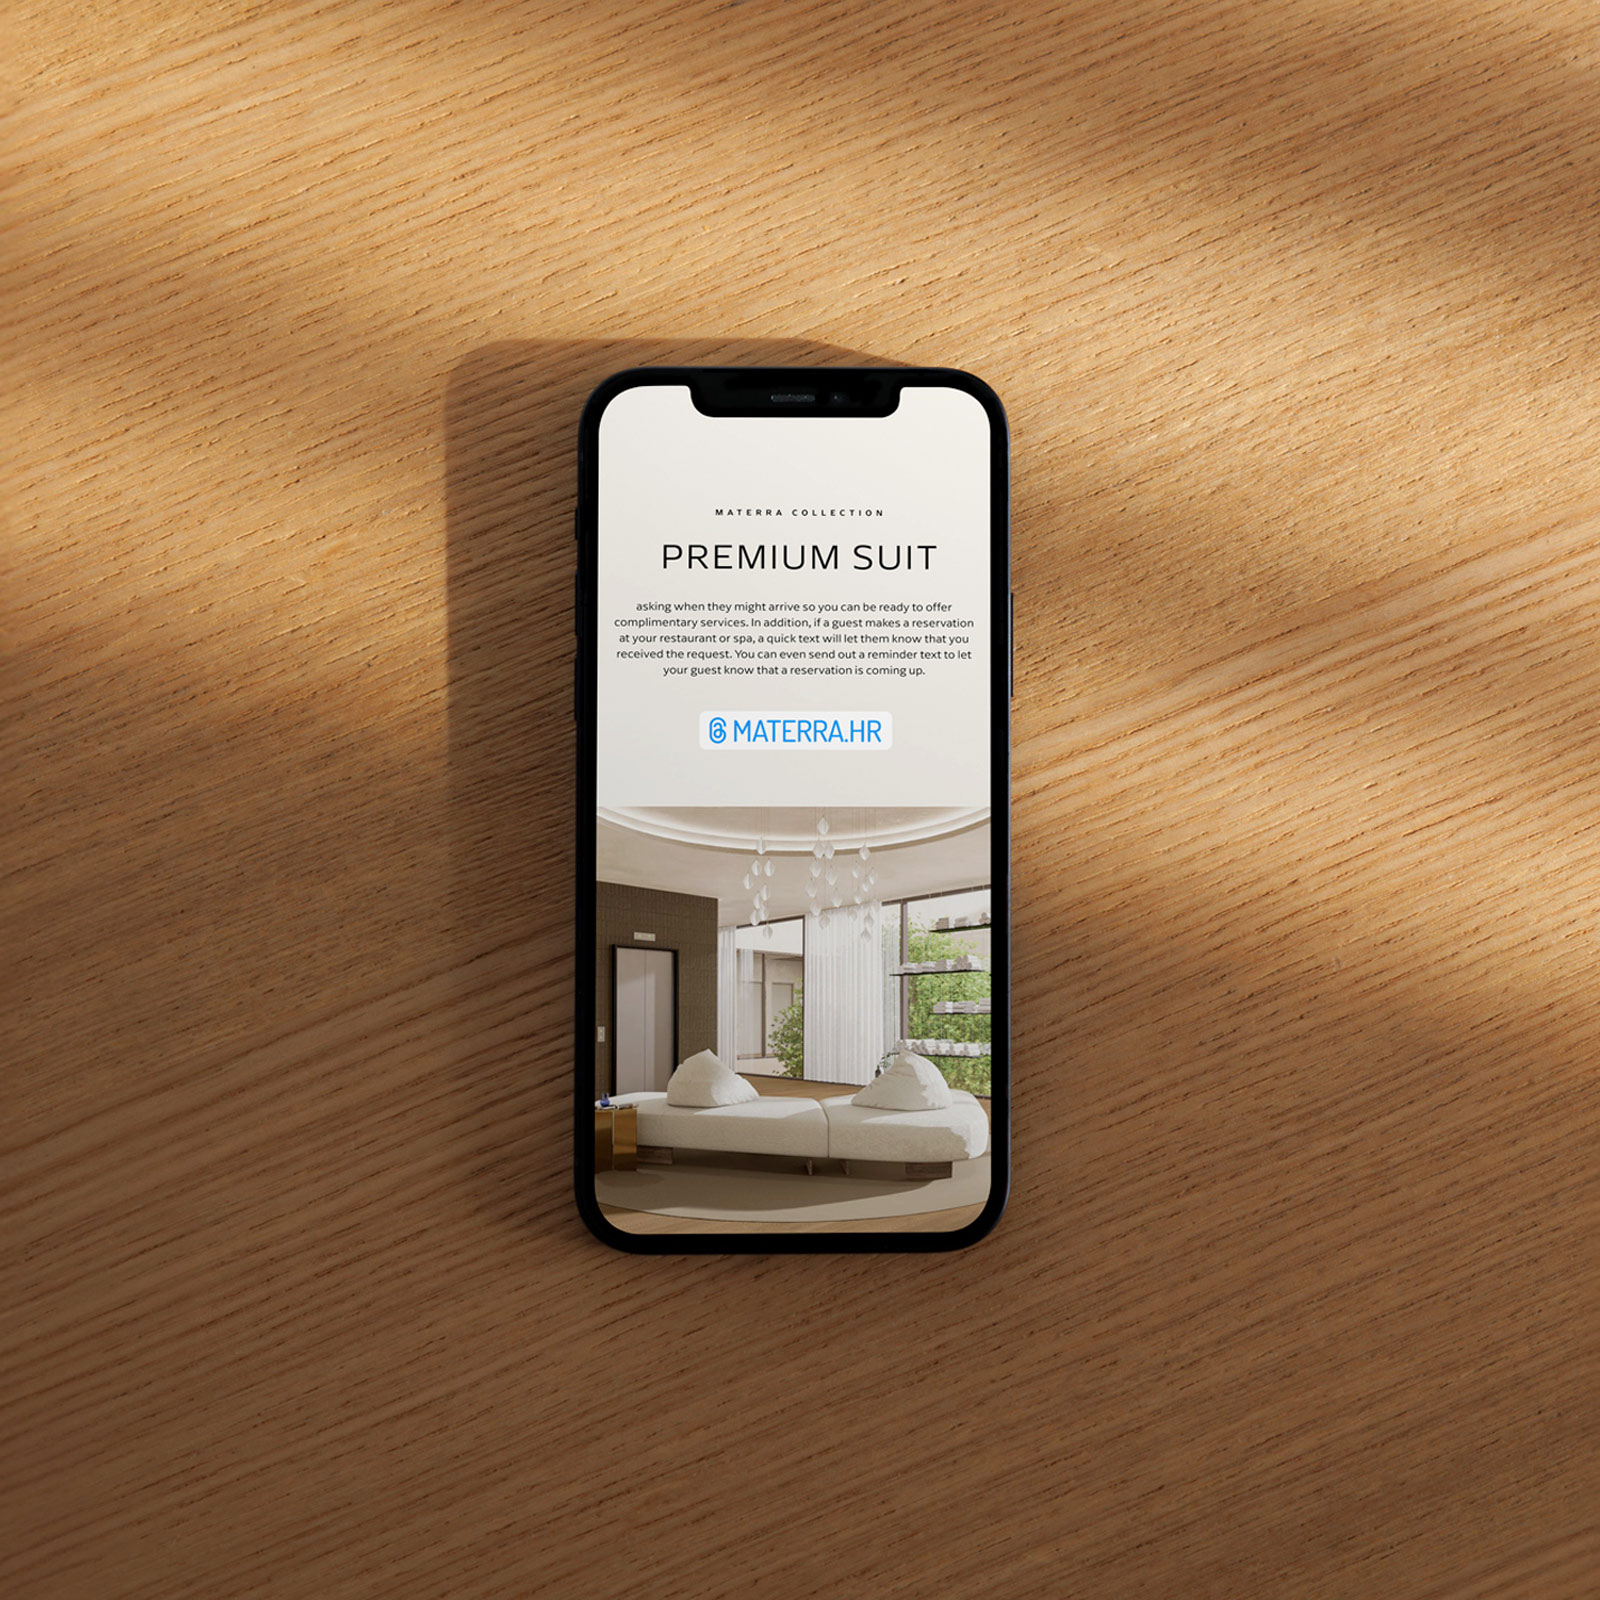 MATERRA COLLECTION
PREMIUM SUIT
asking when they might arrive so you can be ready to offer
complimentary services. In addition, if a guest makes a reservation
at your restaurant or spa, a quick text will let them know that you
received the request. You can even send out a reminder text to let
your guest know that a reservation is coming up.
MATERRA.HR